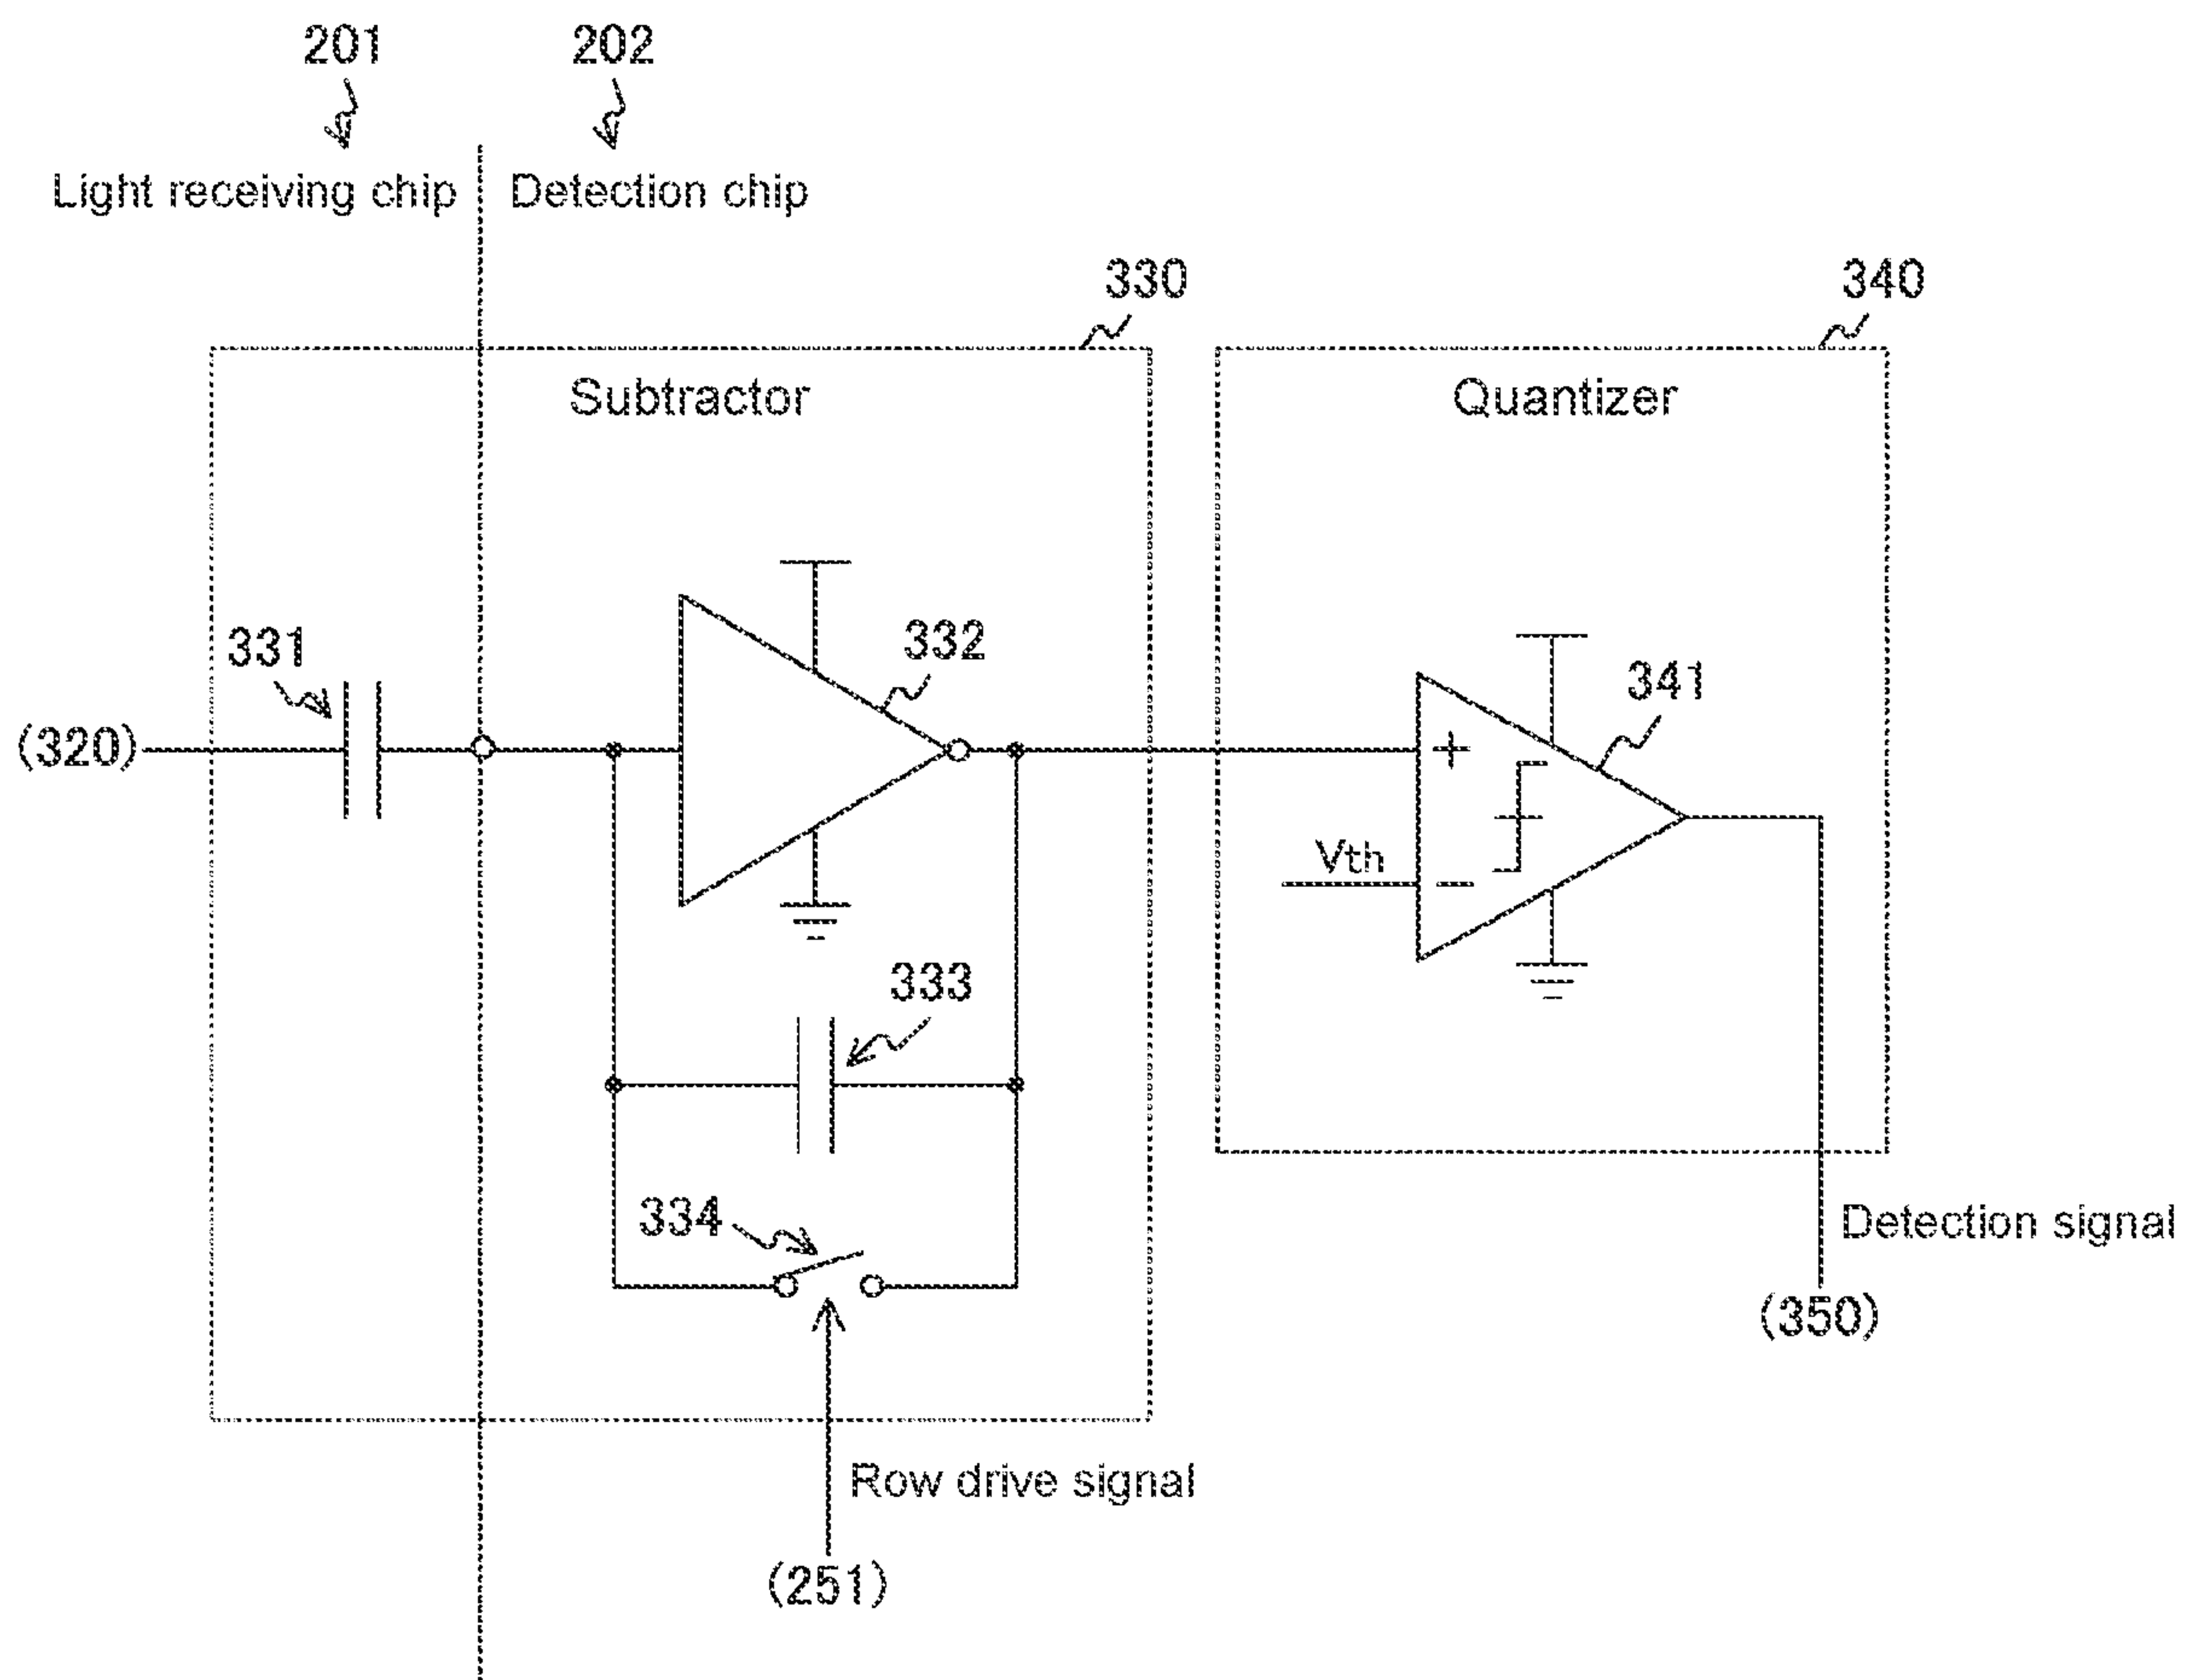 201
202
Light receiving chip
Detection chip
330
340
Subtractor
Quantizer
331
332
341
(320)
+
Vth
−
333
334
Detection signal
(350)
Row drive signal
(251)